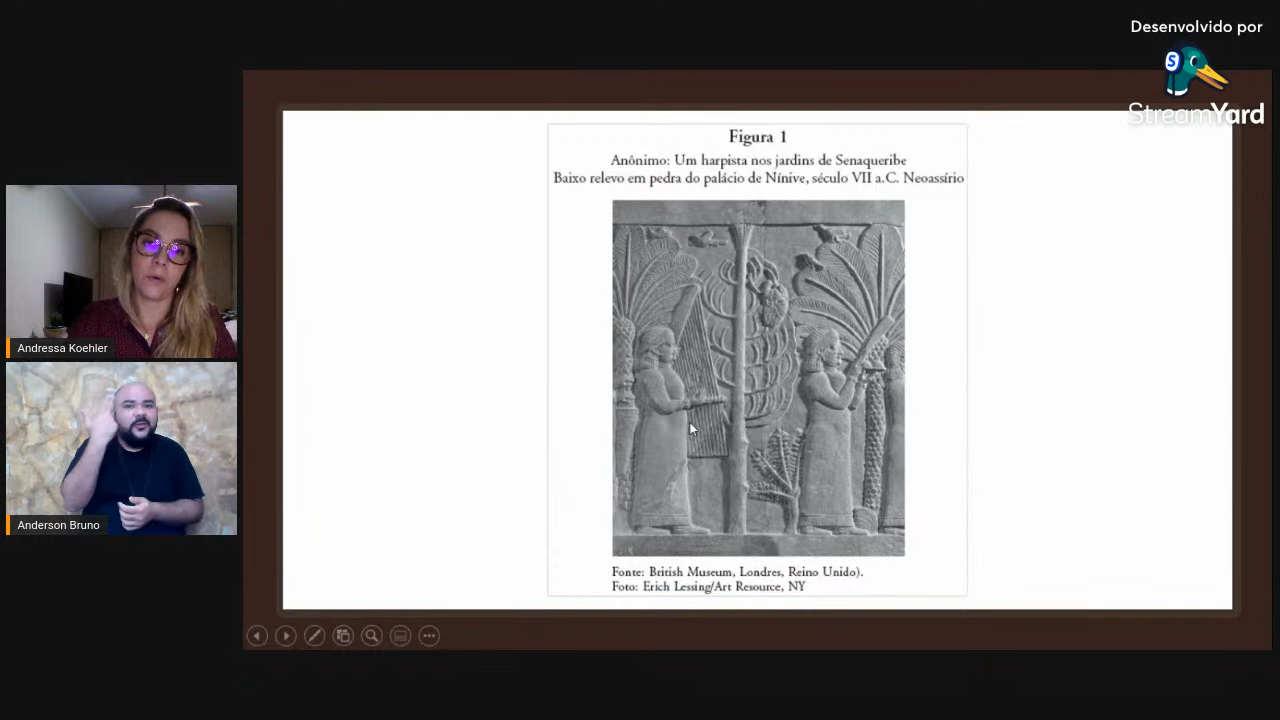 Desenvolvido por
StreamYard
Figura 1
Anônimo: Um harpista nos jardins de Senaqueribe
Baixo relevo em pedra do palácio de Nínive, século VII a.C. Neoassírio
Fonte: British Museum, Londres, Reino Unido).
Foto: Erich Lessing/Art Resource, NY
Andressa Koehler
Anderson Bruno